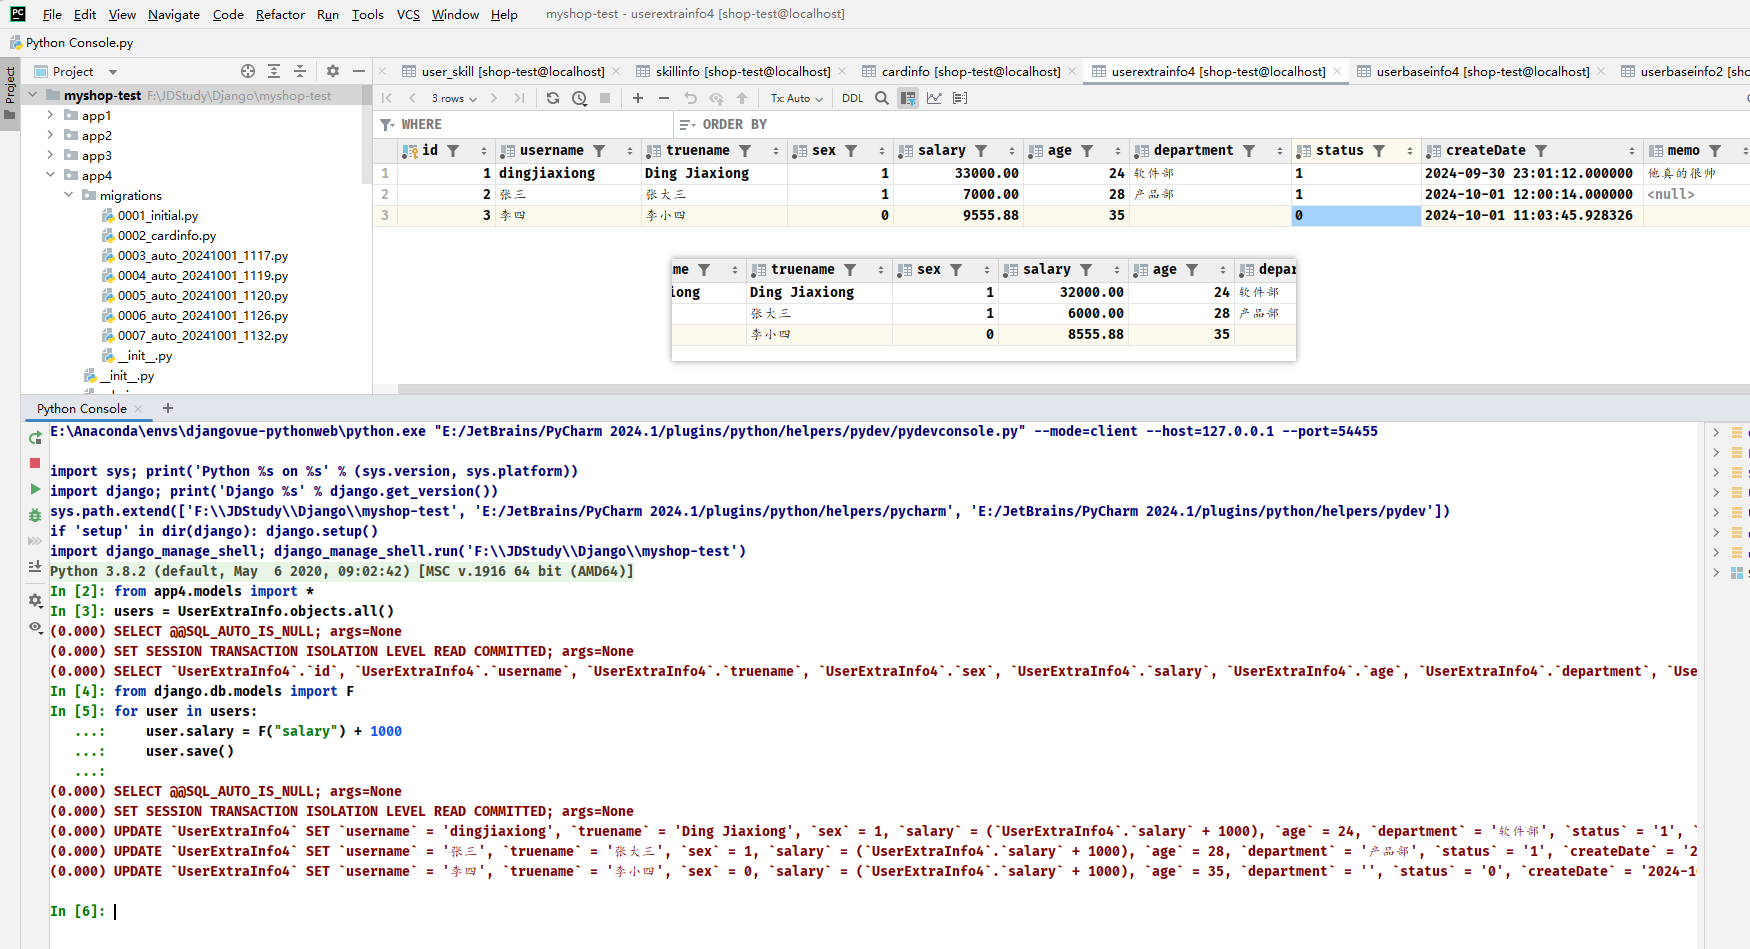 PC File Edit View Navigate Code Refactor Run Tools VCS Window Help myshop-test - userextrainfo4 [shop-test@localhost]
Python Console.py
Project
Project
user_skill [shop-test@localhost] skillinfo [shop-test@localhost] cardinfo [shop-test@localhost] userextrainfo4 [shop-test@localhost] userbaseinfo4 [shop-test@localhost] userbaseinfo2 [sho
myshop-test F:\JDStudy\Django\myshop-test
app1
app2
app3
app4
migrations
0001_initial.py
0002_cardinfo.py
0003_auto_20241001_1117.py
0004_auto_20241001_1119.py
0005_auto_20241001_1120.py
0006_auto_20241001_1126.py
0007_auto_20241001_1132.py
__init__.py
__init__.py
3 rows Tx: Auto DDL
WHERE ORDER BY
id username truename sex salary age department status createDate memo
1 1 dingjiaxiong Ding Jiaxiong 1 33000.00 24 软件部 1 2024-09-30 23:01:12.000000 他真的很帅
2 2 张三 张大三 1 7000.00 28 产品部 1 2024-10-01 12:00:14.000000 <null>
3 3 李四 李小四 0 9555.88 35 0 2024-10-01 11:03:45.928326
me truename sex salary age depar
iong Ding Jiaxiong 1 32000.00 24 软件部
张大三 1 6000.00 28 产品部
李小四 0 8555.88 35
Python Console
E:\Anaconda\envs\djangovue-pythonweb\python.exe "E:/JetBrains/PyCharm 2024.1/plugins/python/helpers/pydev/pydevconsole.py" --mode=client --host=127.0.0.1 --port=54455
import sys; print('Python %s on %s' % (sys.version, sys.platform))
import django; print('Django %s' % django.get_version())
sys.path.extend(['F:\\JDStudy\\Django\\myshop-test', 'E:/JetBrains/PyCharm 2024.1/plugins/python/helpers/pycharm', 'E:/JetBrains/PyCharm 2024.1/plugins/python/helpers/pydev'])
if 'setup' in dir(django): django.setup()
import django_manage_shell; django_manage_shell.run('F:\\JDStudy\\Django\\myshop-test')
Python 3.8.2 (default, May  6 2020, 09:02:42) [MSC v.1916 64 bit (AMD64)]
In [2]: from app4.models import *
In [3]: users = UserExtraInfo.objects.all()
(0.000) SELECT @@SQL_AUTO_IS_NULL; args=None
(0.000) SET SESSION TRANSACTION ISOLATION LEVEL READ COMMITTED; args=None
(0.000) SELECT `UserExtraInfo4`.`id`, `UserExtraInfo4`.`username`, `UserExtraInfo4`.`truename`, `UserExtraInfo4`.`sex`, `UserExtraInfo4`.`salary`, `UserExtraInfo4`.`age`, `UserExtraInfo4`.`department`, `Use
In [4]: from django.db.models import F
In [5]: for user in users:
...:     user.salary = F("salary") + 1000
...:     user.save()
...:
(0.000) SELECT @@SQL_AUTO_IS_NULL; args=None
(0.000) SET SESSION TRANSACTION ISOLATION LEVEL READ COMMITTED; args=None
(0.000) UPDATE `UserExtraInfo4` SET `username` = 'dingjiaxiong', `truename` = 'Ding Jiaxiong', `sex` = 1, `salary` = (`UserExtraInfo4`.`salary` + 1000), `age` = 24, `department` = '软件部', `status` = '1', `
(0.000) UPDATE `UserExtraInfo4` SET `username` = '张三', `truename` = '张大三', `sex` = 1, `salary` = (`UserExtraInfo4`.`salary` + 1000), `age` = 28, `department` = '产品部', `status` = '1', `createDate` = '2
(0.000) UPDATE `UserExtraInfo4` SET `username` = '李四', `truename` = '李小四', `sex` = 0, `salary` = (`UserExtraInfo4`.`salary` + 1000), `age` = 35, `department` = '', `status` = '0', `createDate` = '2024-1
In [6]: